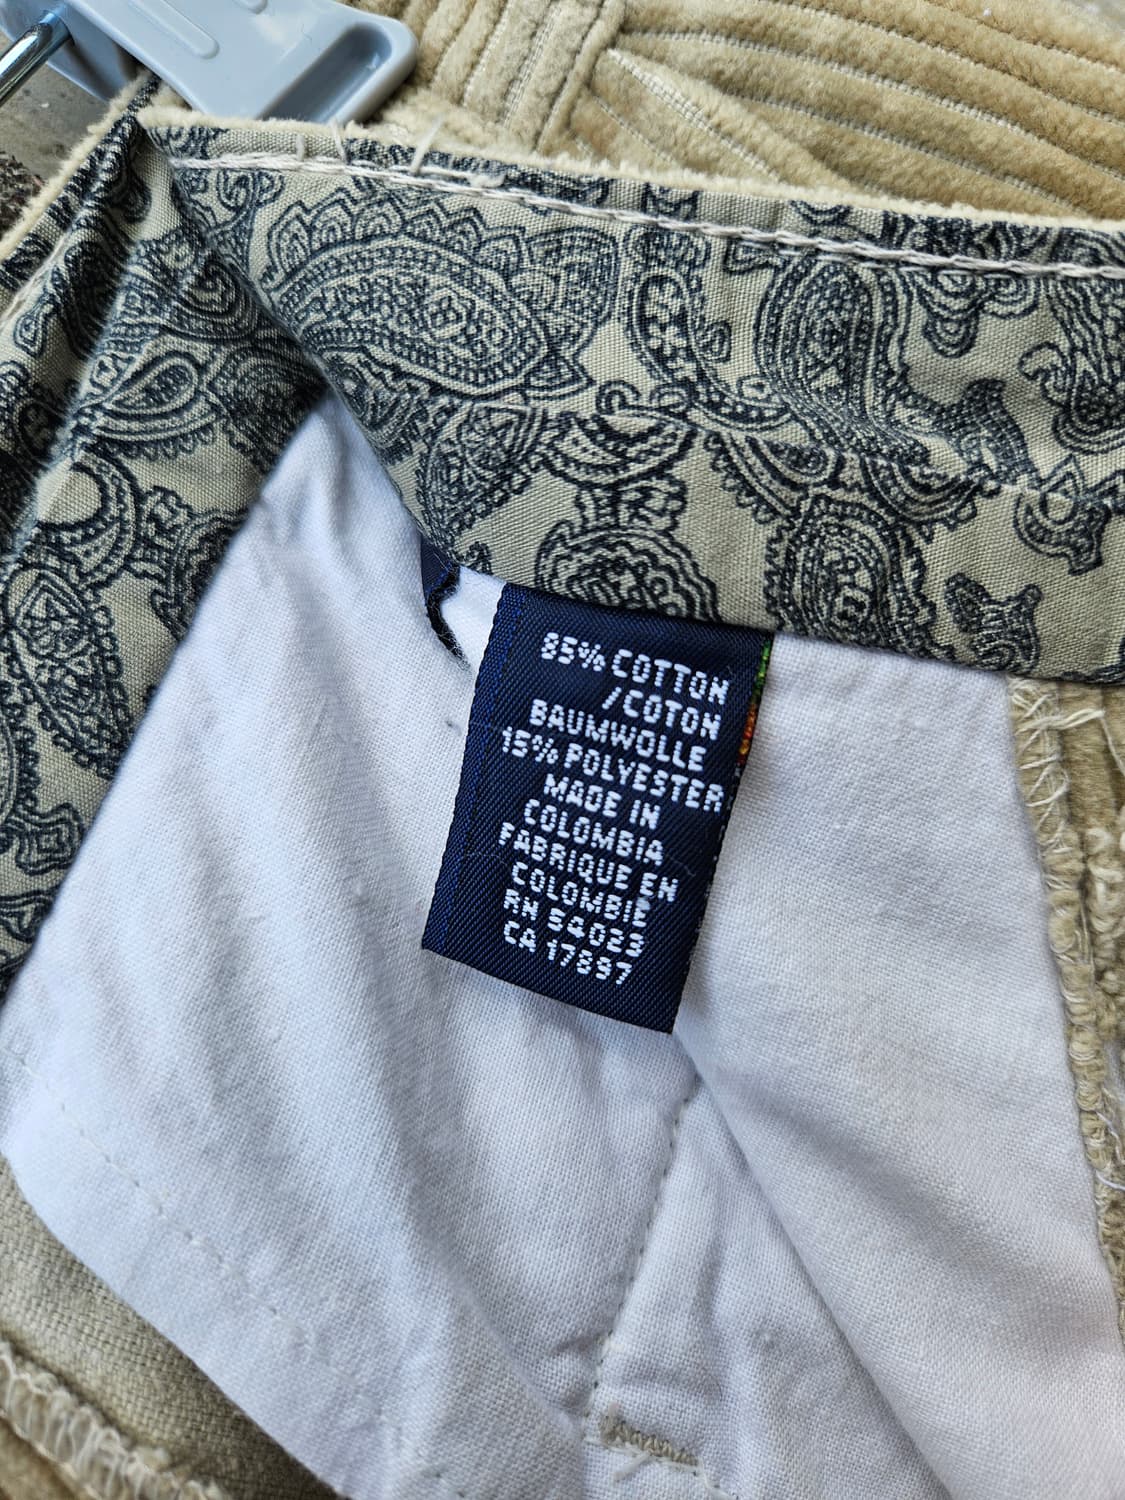 85% COTTON
/COTON
BAUMWOLLE
15% POLYESTER
MADE IN
COLOMBIA
FABRIQUE EN
COLOMBIE
RN 54023
CA 17897